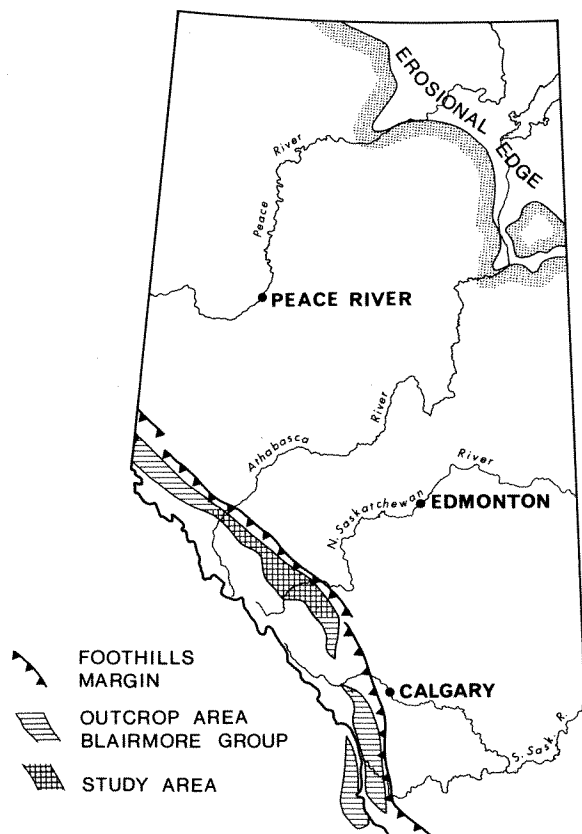 EROSIONAL EDGE
River
Peace
PEACE RIVER
River
Athabasca
River
N. Saskatchewan
EDMONTON
CALGARY
S. Sask. R.
FOOTHILLS
MARGIN
OUTCROP AREA
BLAIRMORE GROUP
STUDY AREA